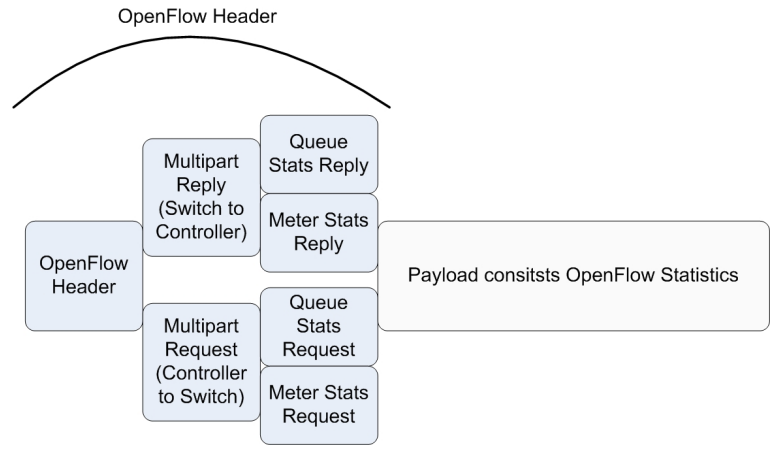 OpenFlow Header
Queue
Stats Reply
Multipart
Reply
(Switch to
Controller)
Meter Stats
Reply
OpenFlow
Header
Payload consitsts OpenFlow Statistics
Queue
Stats
Request
Multipart
Request
(Controller
to Switch)
Meter Stats
Request